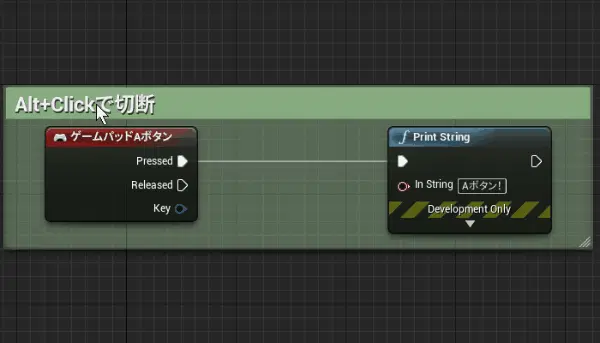 Alt+Clickで切断
ゲームパッドAボタン
Pressed
Released
Key
Print String
In String Aボタン!
Development Only